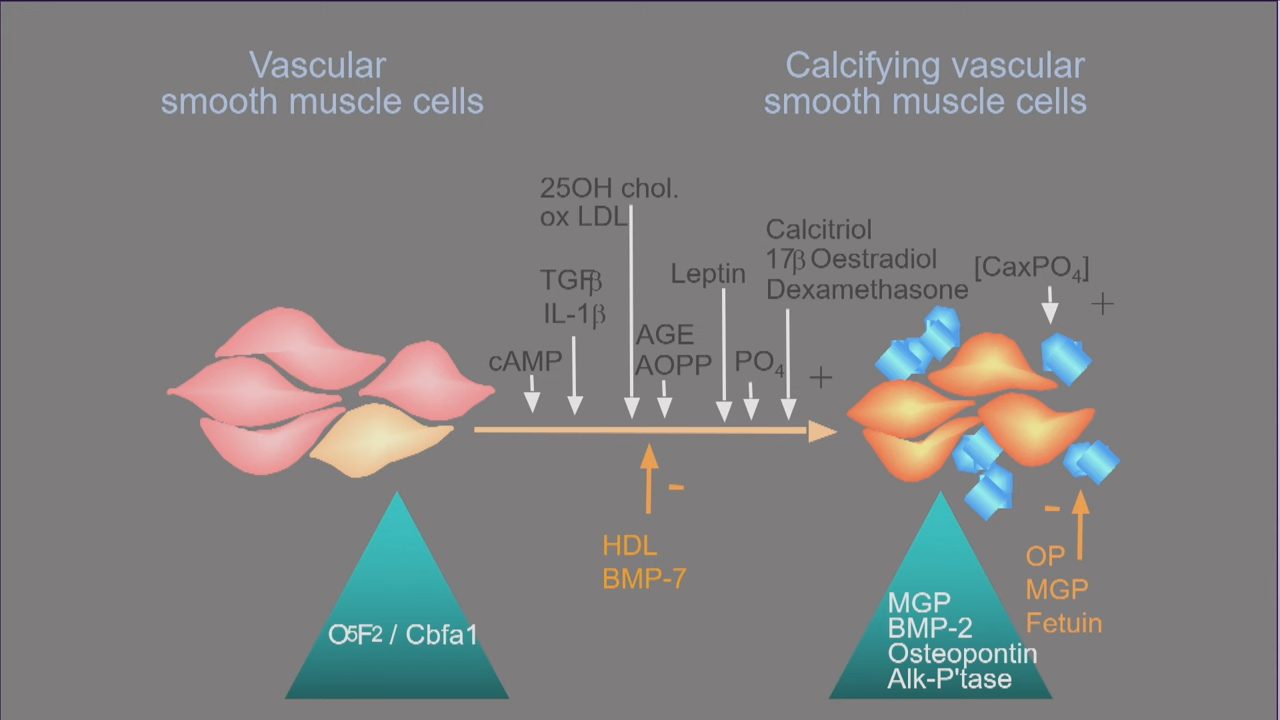 Vascular
smooth muscle cells
Calcifying vascular
smooth muscle cells
25OH chol.
ox LDL
TGFβ
IL-1β
cAMP
AGE
AOPP
Leptin
PO4
Calcitriol
17β Oestradiol
Dexamethasone
+
[CaxPO4]
+
-
HDL
BMP-7
-
OP
MGP
Fetuin
O5F2 / Cbfa1
MGP
BMP-2
Osteopontin
Alk-P'tase